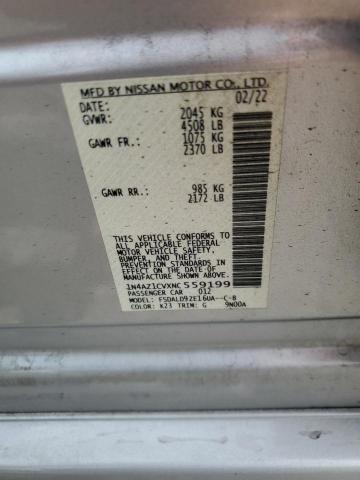 MFD BY NISSAN MOTOR CO., LTD.
DATE: 02/22
GVWR: 2045 KG
4508 LB
GAWR FR.: 1075 KG
2370 LB
GAWR RR.: 985 KG
2172 LB
THIS VEHICLE CONFORMS TO
ALL APPLICABLE FEDERAL
MOTOR VEHICLE SAFETY,
BUMPER, AND THEFT
PREVENTION STANDARDS
IN EFFECT ON THE DATE OF
MANUFACTURE SHOWN ABOVE.
1N4AZ1CVXNC559199
PASSENGER CAR 012
MODEL: FSDALD9ZE16UA--C-B
COLOR: K23 TRIM: G 9N00A